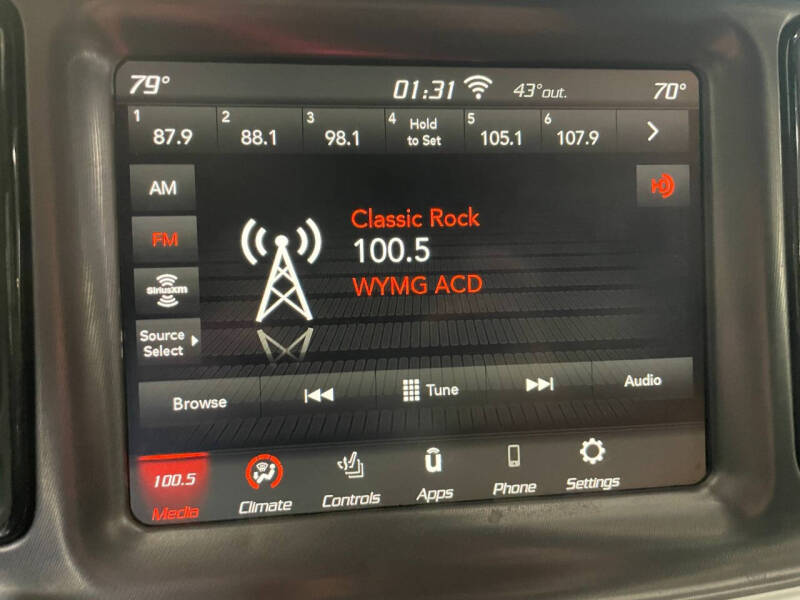 79°
01:31
43°out.
70°
1
87.9
2
88.1
3
98.1
4
Hold
to Set
5
105.1
6
107.9
AM
Classic Rock
FM
100.5
WYMG ACD
SiriusXM
Source
Select
Browse
Tune
Audio
100.5
Media
Climate
Controls
Apps
Phone
Settings